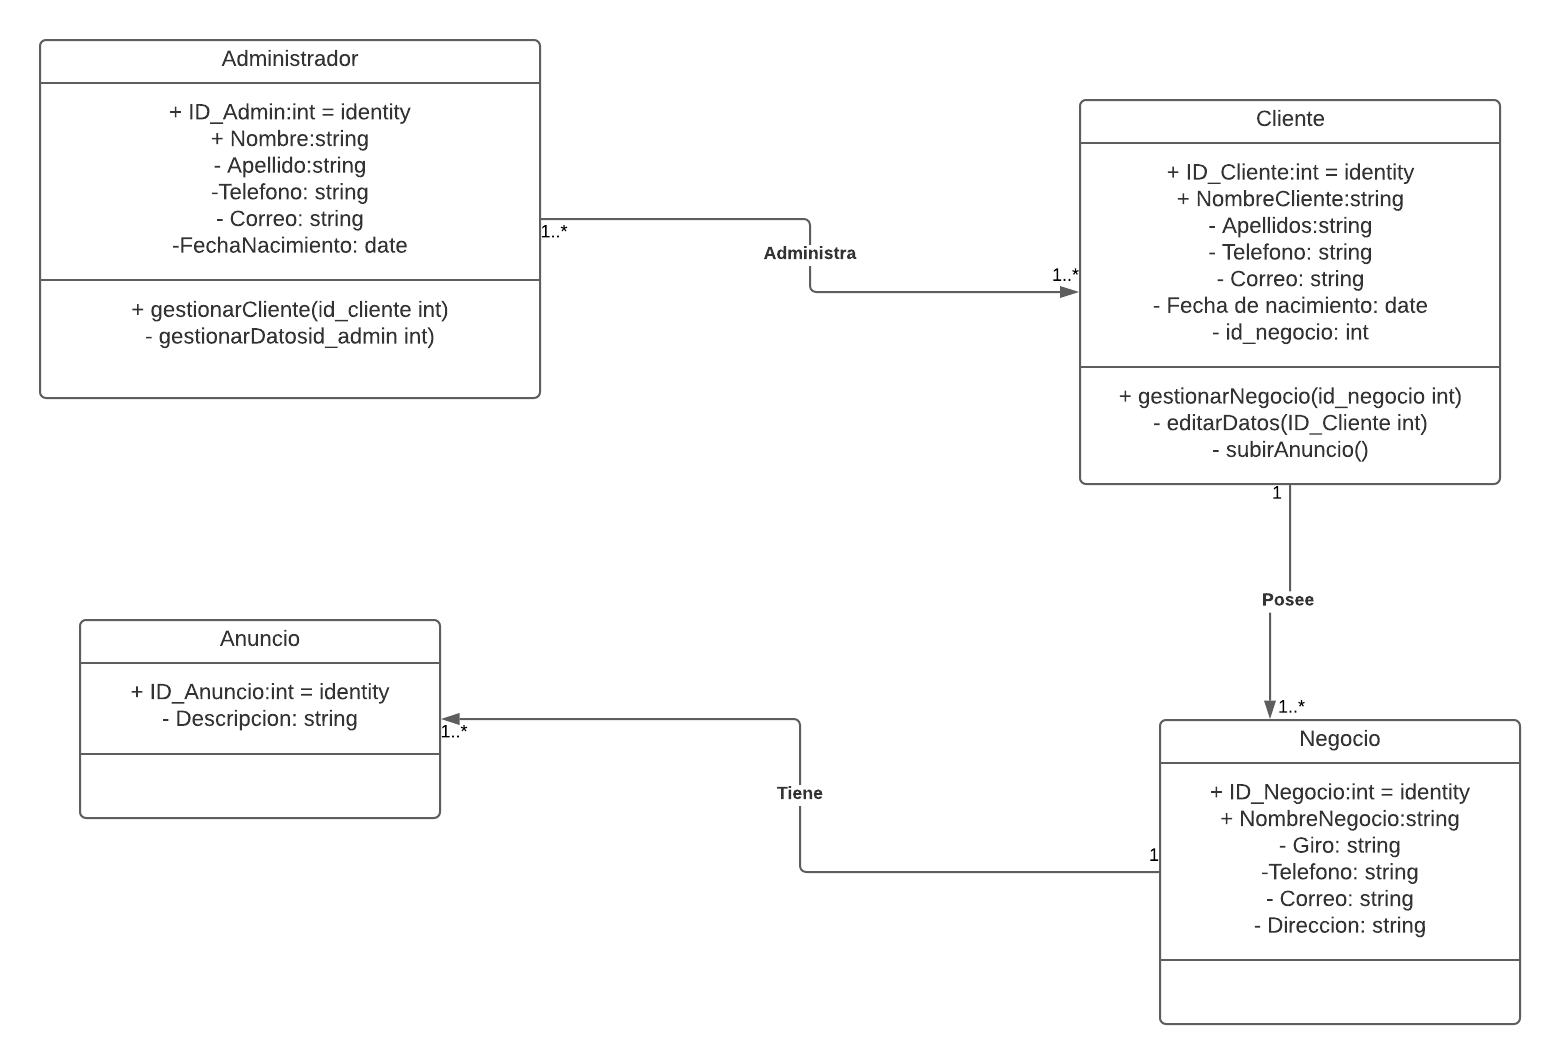 Administrador
+ ID_Admin:int = identity
+ Nombre:string
- Apellido:string
-Telefono: string
- Correo: string
-FechaNacimiento: date
+ gestionarCliente(id_cliente int)
- gestionarDatosid_admin int)
1..*
Administra
1..*
Cliente
+ ID_Cliente:int = identity
+ NombreCliente:string
- Apellidos:string
- Telefono: string
- Correo: string
- Fecha de nacimiento: date
- id_negocio: int
+ gestionarNegocio(id_negocio int)
- editarDatos(ID_Cliente int)
- subirAnuncio()
1
Posee
1..*
Anuncio
+ ID_Anuncio:int = identity
- Descripcion: string
1..*
Tiene
1
Negocio
+ ID_Negocio:int = identity
+ NombreNegocio:string
- Giro: string
-Telefono: string
- Correo: string
- Direccion: string